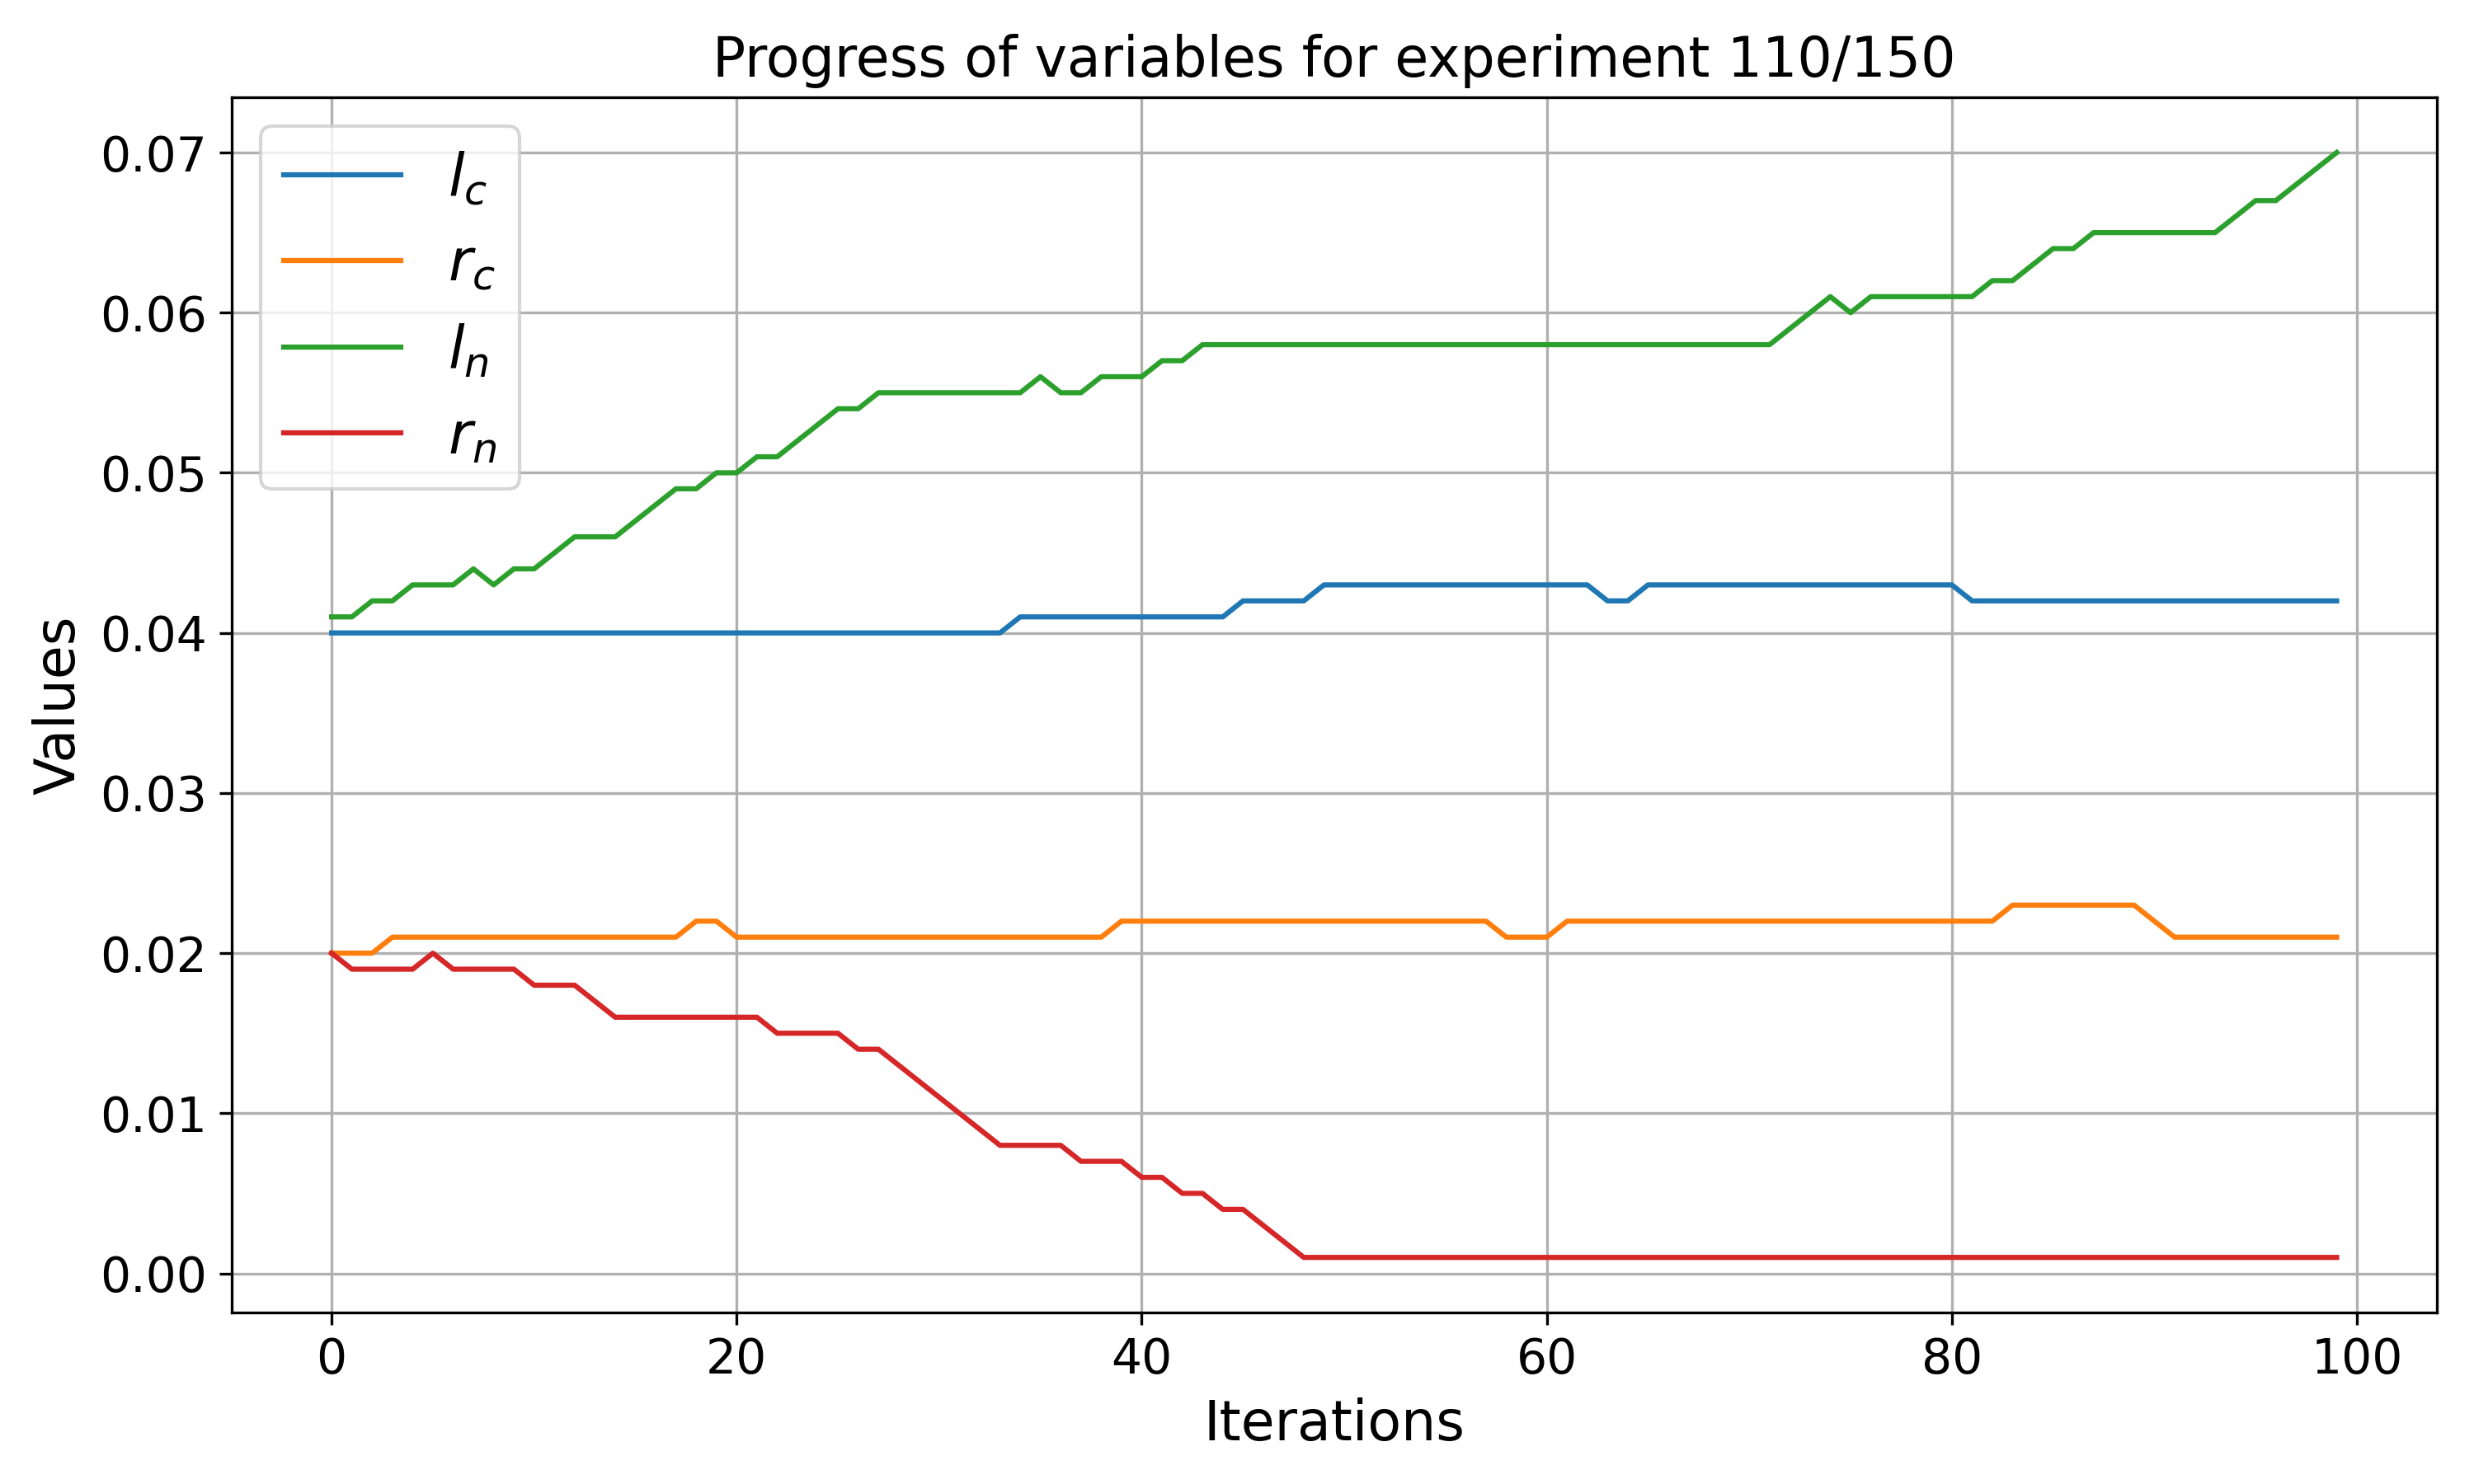 Progress of variables for experiment 110/150
l_c
r_c
l_n
r_n
Values
0.07
0.06
0.05
0.04
0.03
0.02
0.01
0.00
0 20 40 60 80 100
Iterations